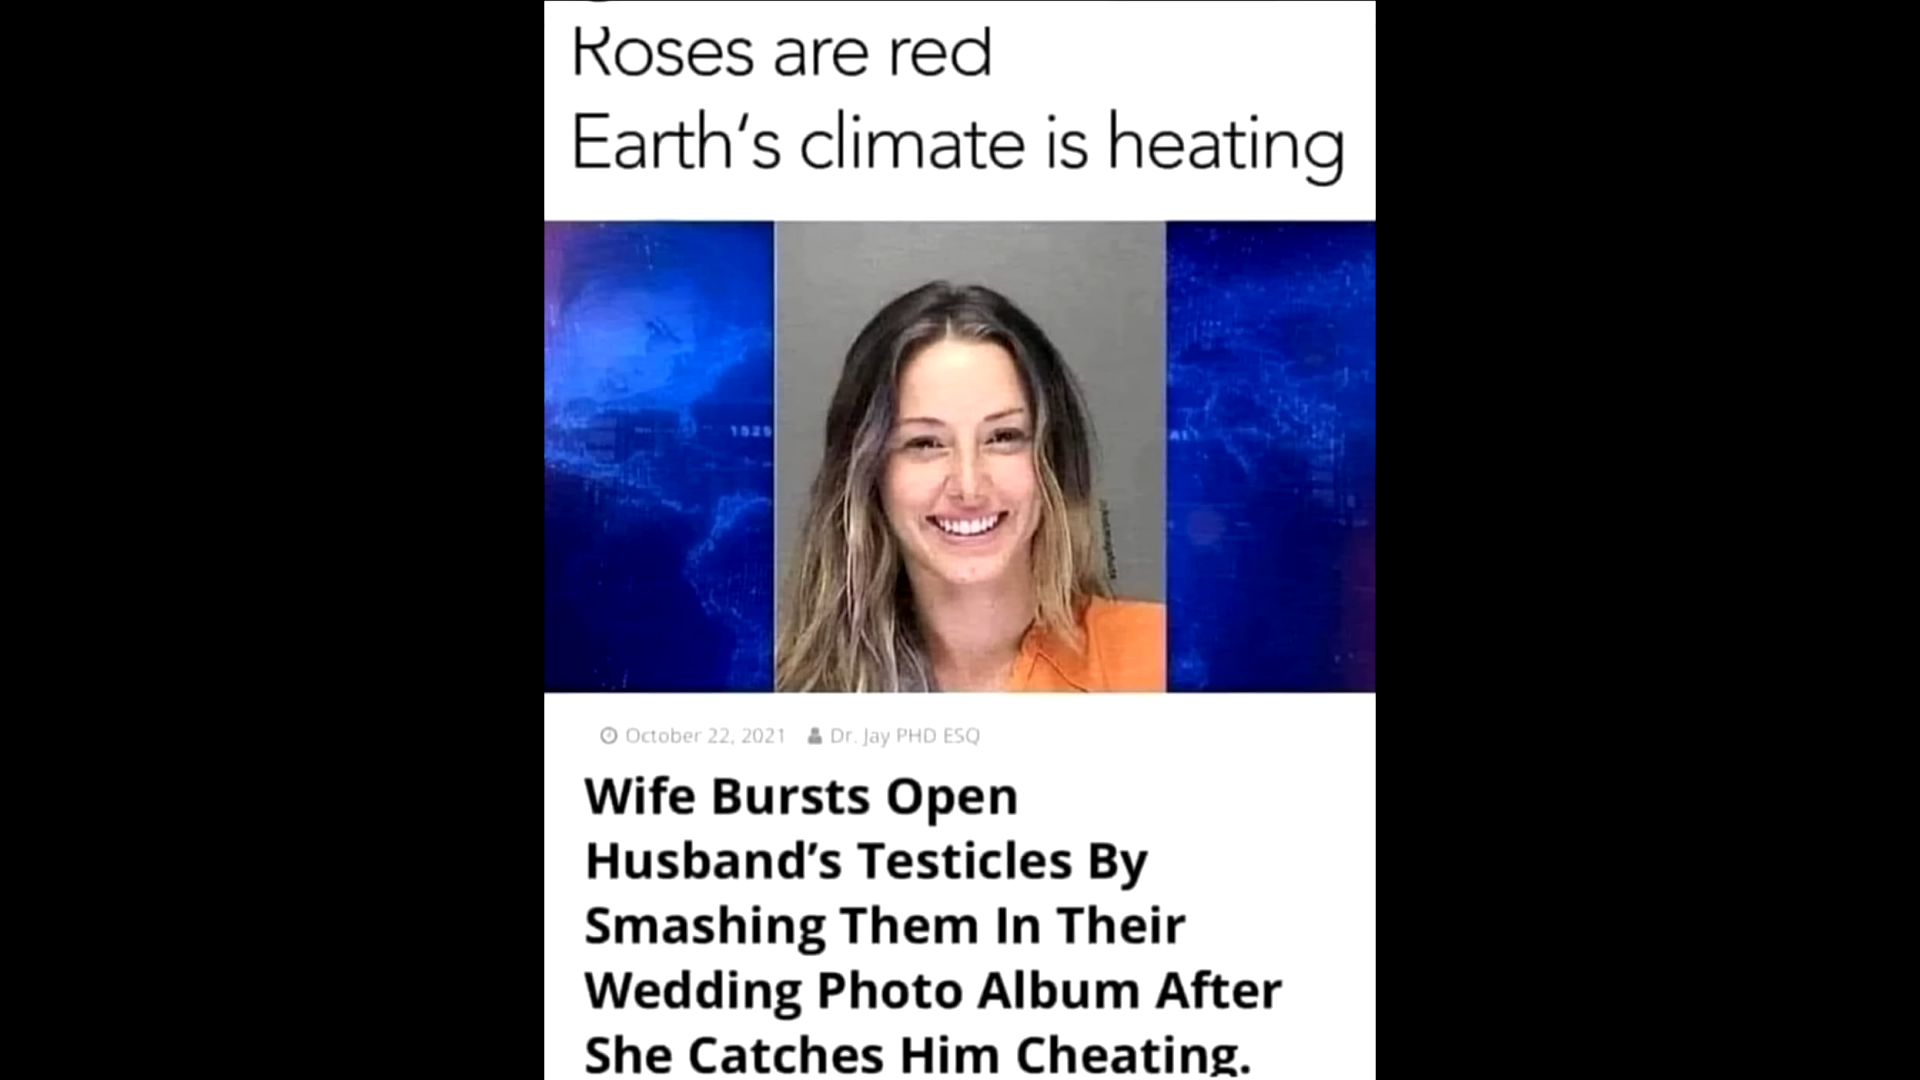 Roses are red
Earth‘s climate is heating
1529
October 22, 2021 Dr. Jay PHD ESQ
Wife Bursts Open
Husband’s Testicles By
Smashing Them In Their
Wedding Photo Album After
She Catches Him Cheating.